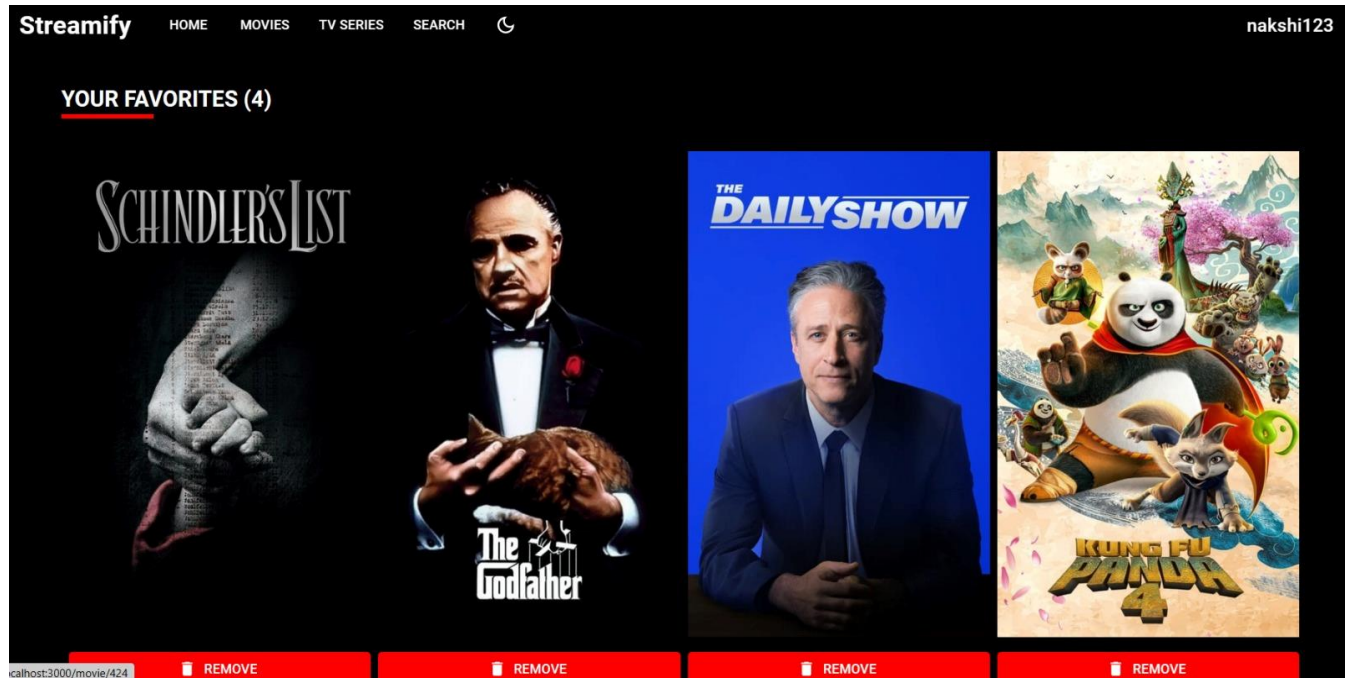 Streamify HOME MOVIES TV SERIES SEARCH nakshi123
YOUR FAVORITES (4)
SCHINDLER'S LIST
The
Godfather
THE
DAILY SHOW
KUNG FU
PANDA
4
REMOVE REMOVE REMOVE REMOVE
ocalhost:3000/movie/424